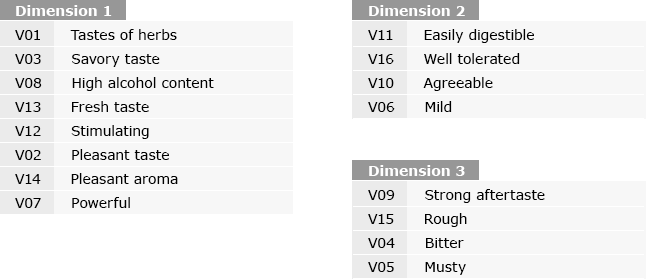 Dimension 1
V01 Tastes of herbs
V03 Savory taste
V08 High alcohol content
V13 Fresh taste
V12 Stimulating
V02 Pleasant taste
V14 Pleasant aroma
V07 Powerful
Dimension 2
V11 Easily digestible
V16 Well tolerated
V10 Agreeable
V06 Mild
Dimension 3
V09 Strong aftertaste
V15 Rough
V04 Bitter
V05 Musty